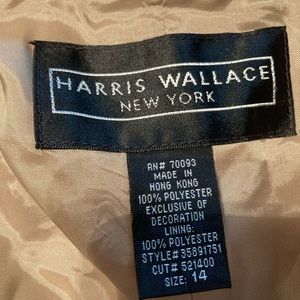 HARRIS WALLACE
NEW YORK
RN# 70093
MADE IN
HONG KONG
100% POLYESTER
EXCLUSIVE OF
DECORATION
LINING:
100% POLYESTER
STYLE# 35891751
CUT# 521400
SIZE: 14